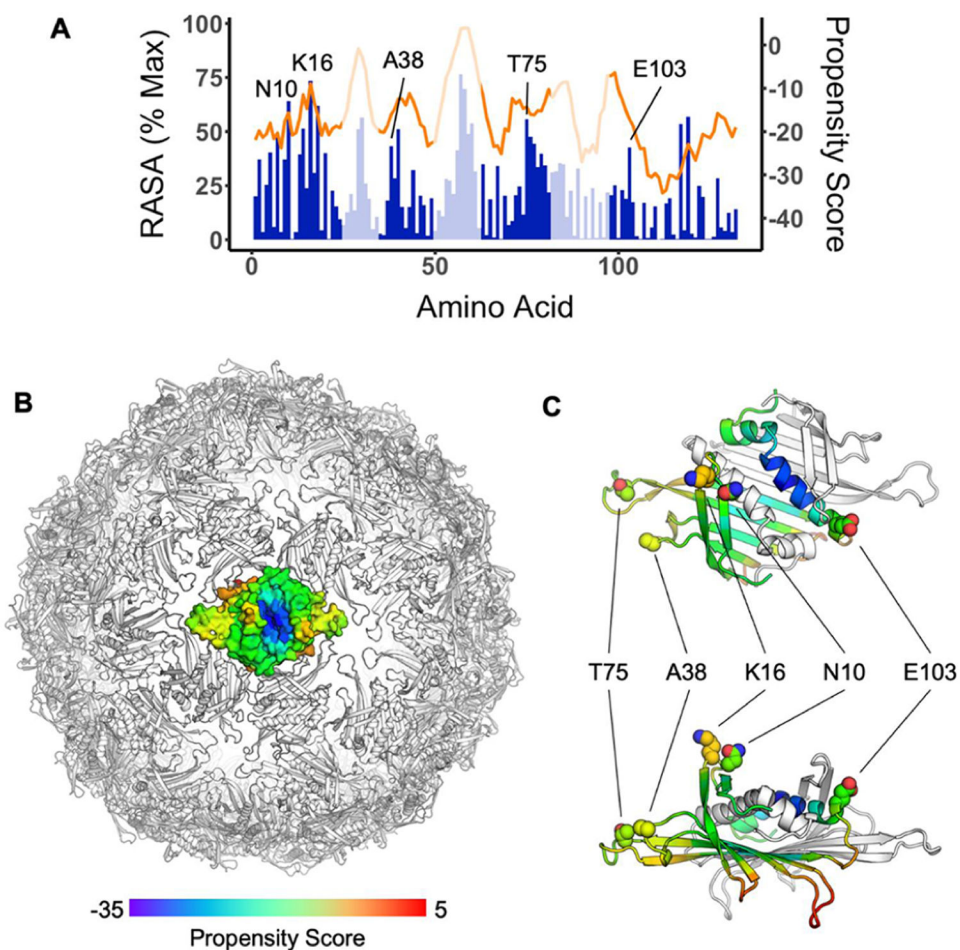 A
RASA (% Max)
100
75
50
25
0
N10
K16
A38
T75
E103
0
-10
-20
-30
-40
Propensity Score
0
50
100
Amino Acid
B
C
T75
A38
K16
N10
E103
-35
5
Propensity Score